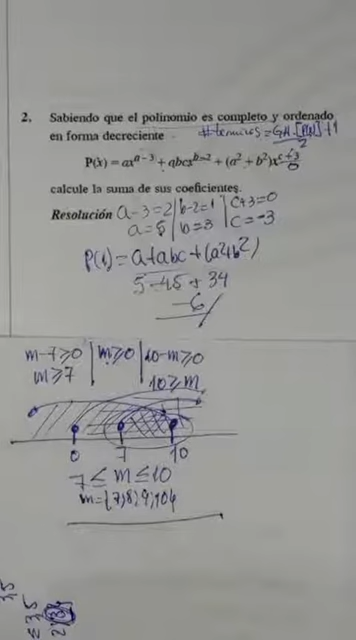 2. Sabiendo que el polinomio es completo y ordenado
en forma decreciente #terminos = GA - [P(x)] + 1
2
P(x) = ax^{a-3} + abcx^{b-2} + (a² + b²)x^{c+3}
0
calcule la suma de sus coeficientes.
Resolución a-3=2 | b-2=1 | c+3=0
a=5 | b=3 | c=-3
P(1) = a+abc+(a²+b²)
5-45+34
-6
m-7≥0 | m≥0 | 10-m≥0
m≥7 10≥m
0 7 10
7 ≤ m ≤ 10
m={7,8,9,10}